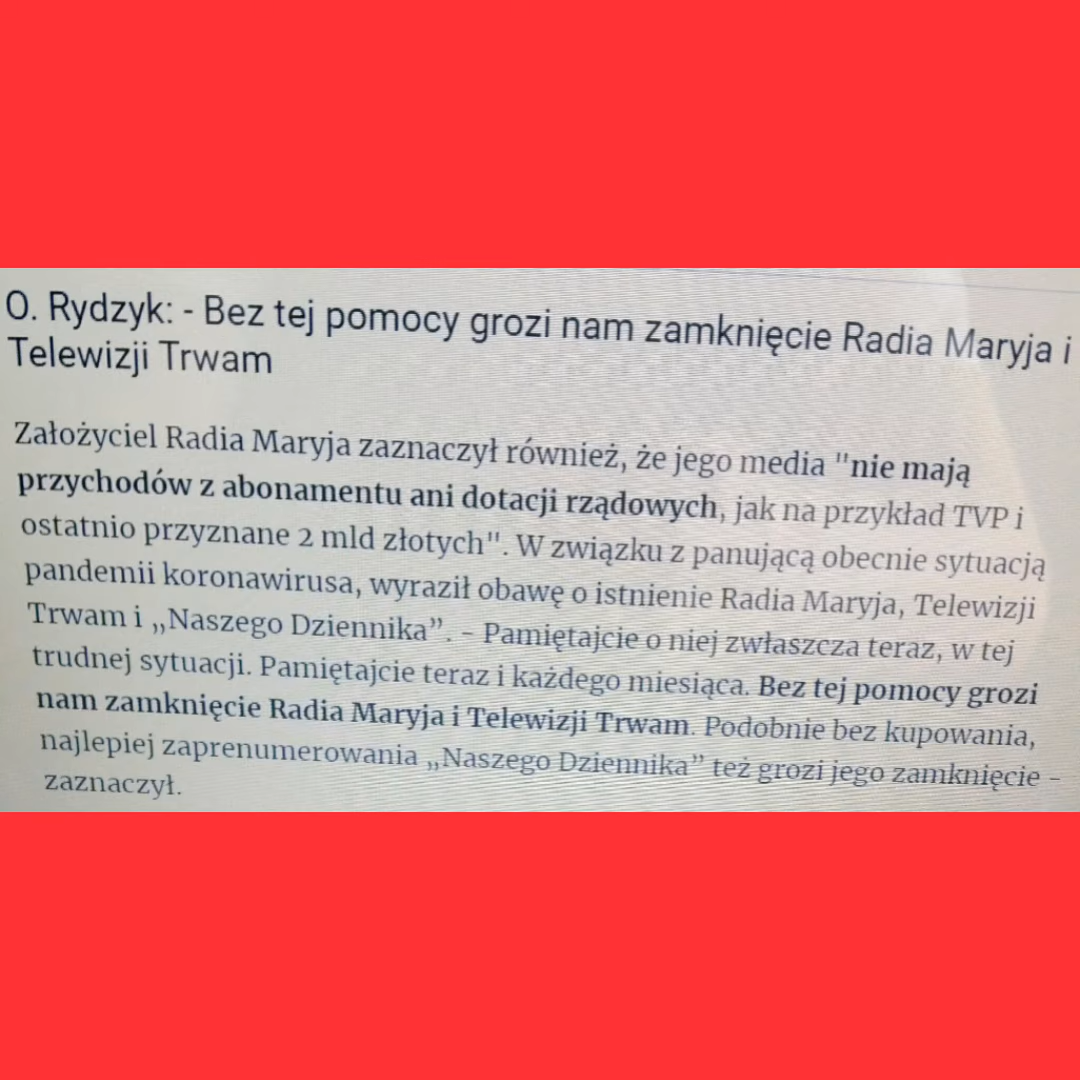 O. Rydzyk: - Bez tej pomocy grozi nam zamknięcie Radia Maryja i
Telewizji Trwam
Założyciel Radia Maryja zaznaczył również, że jego media "nie mają
przychodów z abonamentu ani dotacji rządowych, jak na przykład TVP i
ostatnio przyznane 2 mld złotych". W związku z panującą obecnie sytuacją
pandemii koronawirusa, wyraził obawę o istnienie Radia Maryja, Telewizji
Trwam i „Naszego Dziennika”. - Pamiętajcie o niej zwłaszcza teraz, w tej
trudnej sytuacji. Pamiętajcie teraz i każdego miesiąca. Bez tej pomocy grozi
nam zamknięcie Radia Maryja i Telewizji Trwam. Podobnie bez kupowania,
najlepiej zaprenumerowania „Naszego Dziennika” też grozi jego zamknięcie -
zaznaczył.